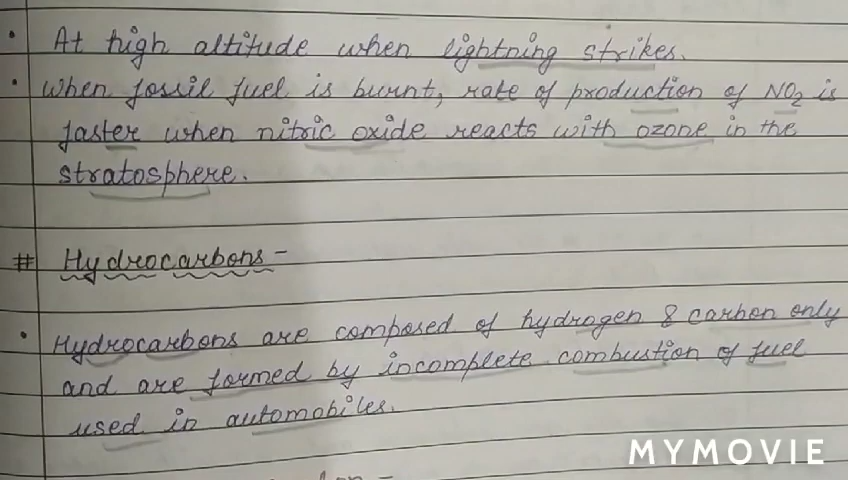 • At high altitude when lightning strikes.
• When fossil fuel is burnt, rate of production of NO₂ is
faster when nitric oxide reacts with ozone in the
stratosphere.
# Hydrocarbons -
• Hydrocarbons are composed of hydrogen & carbon only
and are formed by incomplete combustion of fuel
used in automobiles.
MYMOVIE